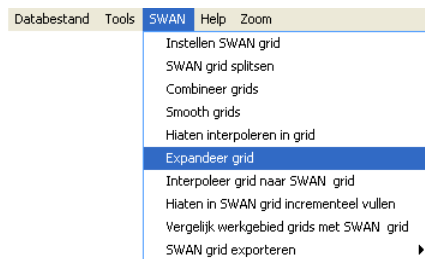 Databestand Tools SWAN Help Zoom
Instellen SWAN grid
SWAN grid splitsen
Combineer grids
Smooth grids
Hiaten interpoleren in grid
Expandeer grid
Interpoleer grid naar SWAN  grid
Hiaten in SWAN grid incrementeel vullen
Vergelijk werkgebied grids met SWAN  grid
SWAN grid exporteren